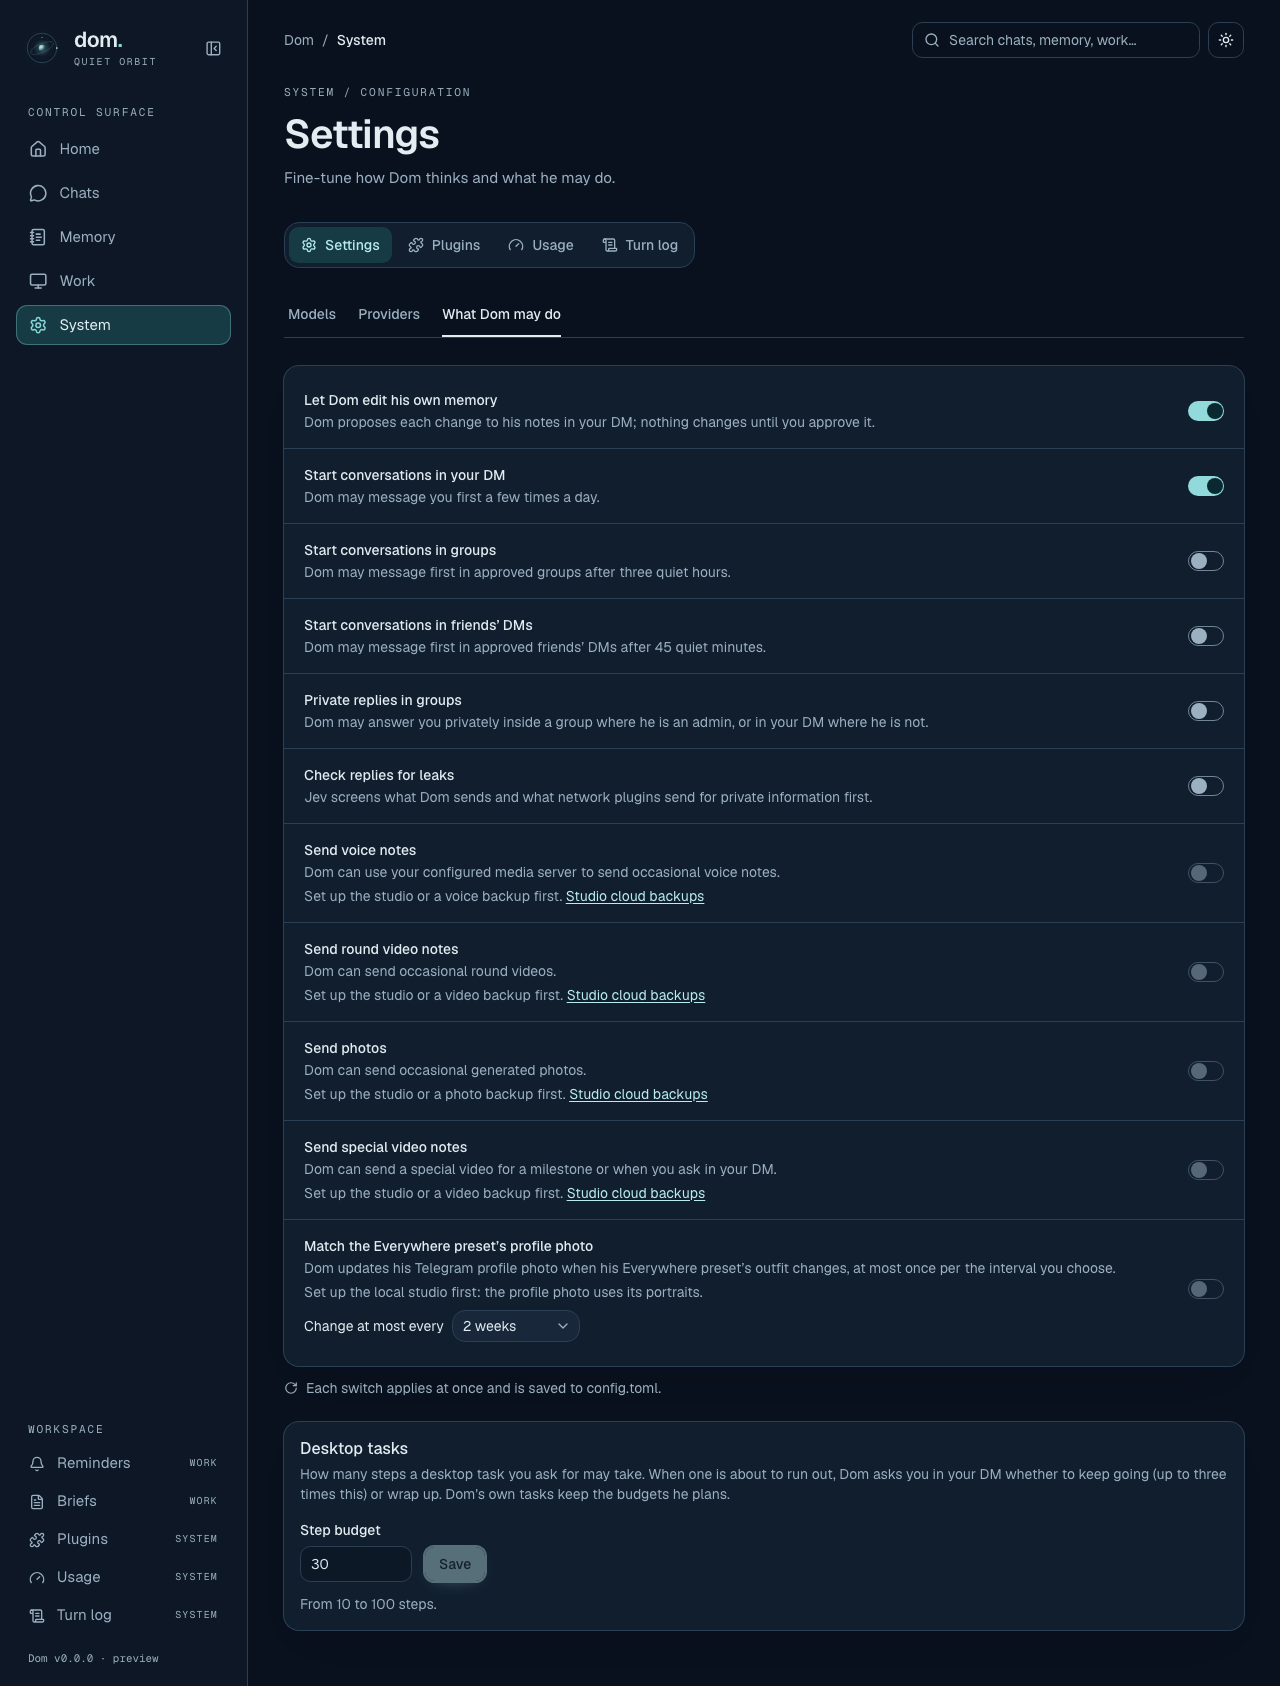 dom.
QUIET ORBIT
CONTROL SURFACE
Home
Chats
Memory
Work
System
WORKSPACE
Reminders WORK
Briefs WORK
Plugins SYSTEM
Usage SYSTEM
Turn log SYSTEM
Dom v0.0.0 · preview
Dom / System
Search chats, memory, work…
SYSTEM / CONFIGURATION
Settings
Fine-tune how Dom thinks and what he may do.
Settings Plugins Usage Turn log
Models Providers What Dom may do
Let Dom edit his own memory
Dom proposes each change to his notes in your DM; nothing changes until you approve it.
Start conversations in your DM
Dom may message you first a few times a day.
Start conversations in groups
Dom may message first in approved groups after three quiet hours.
Start conversations in friends’ DMs
Dom may message first in approved friends’ DMs after 45 quiet minutes.
Private replies in groups
Dom may answer you privately inside a group where he is an admin, or in your DM where he is not.
Check replies for leaks
Jev screens what Dom sends and what network plugins send for private information first.
Send voice notes
Dom can use your configured media server to send occasional voice notes.
Set up the studio or a voice backup first. Studio cloud backups
Send round video notes
Dom can send occasional round videos.
Set up the studio or a video backup first. Studio cloud backups
Send photos
Dom can send occasional generated photos.
Set up the studio or a photo backup first. Studio cloud backups
Send special video notes
Dom can send a special video for a milestone or when you ask in your DM.
Set up the studio or a video backup first. Studio cloud backups
Match the Everywhere preset’s profile photo
Dom updates his Telegram profile photo when his Everywhere preset’s outfit changes, at most once per the interval you choose.
Set up the local studio first: the profile photo uses its portraits.
Change at most every 2 weeks
Each switch applies at once and is saved to config.toml.
Desktop tasks
How many steps a desktop task you ask for may take. When one is about to run out, Dom asks you in your DM whether to keep going (up to three
times this) or wrap up. Dom’s own tasks keep the budgets he plans.
Step budget
30 Save
From 10 to 100 steps.